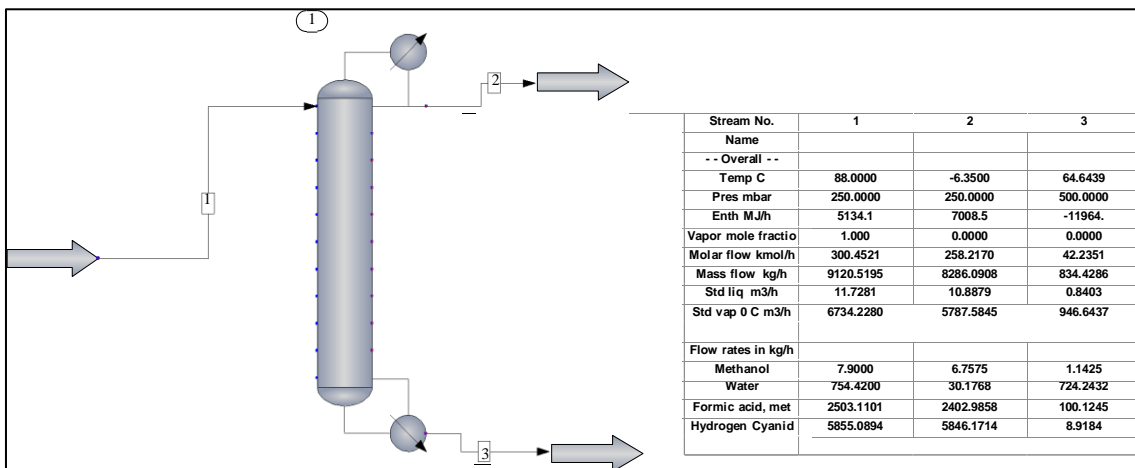 1
1
2
3
Stream No. 1 2 3
Name
- - Overall - -
Temp C 88.0000 -6.3500 64.6439
Pres mbar 250.0000 250.0000 500.0000
Enth MJ/h 5134.1 7008.5 -11964.
Vapor mole fractio 1.000 0.0000 0.0000
Molar flow kmol/h 300.4521 258.2170 42.2351
Mass flow kg/h 9120.5195 8286.0908 834.4286
Std liq m3/h 11.7281 10.8879 0.8403
Std vap 0 C m3/h 6734.2280 5787.5845 946.6437
Flow rates in kg/h
Methanol 7.9000 6.7575 1.1425
Water 754.4200 30.1768 724.2432
Formic acid, met 2503.1101 2402.9858 100.1245
Hydrogen Cyanid 5855.0894 5846.1714 8.9184